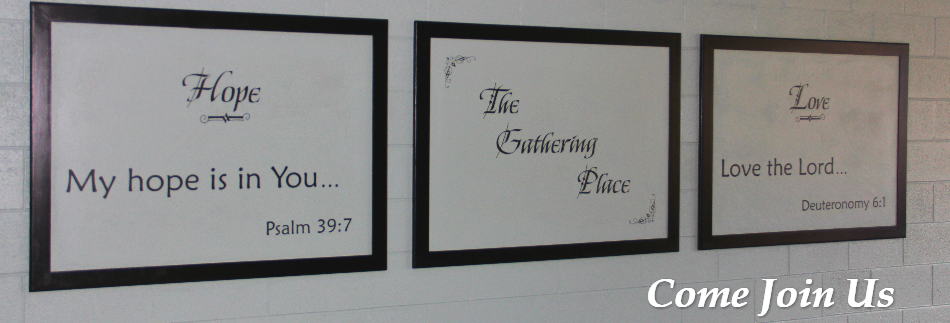 Hope
My hope is in You...
Psalm 39:7
The
Gathering
Place
Love
Love the Lord...
Deuteronomy 6:1
Come Join Us